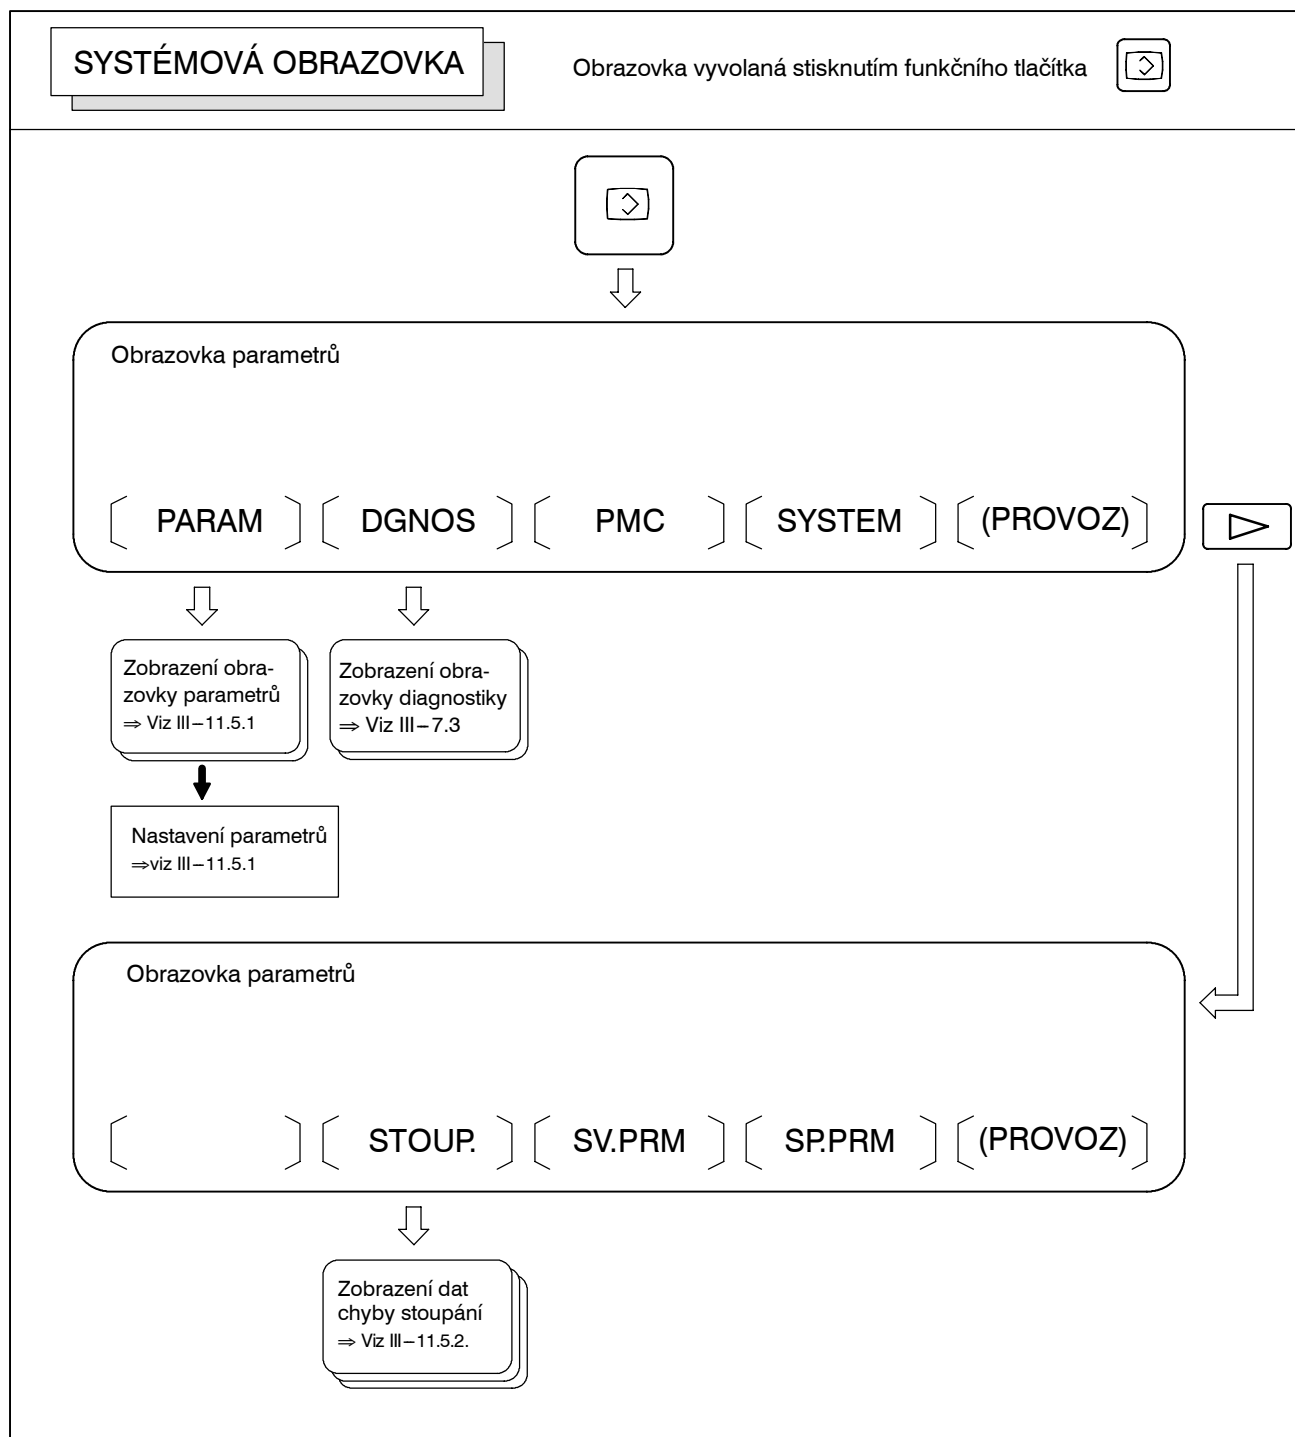 SYSTÉMOVÁ OBRAZOVKA
Obrazovka vyvolaná stisknutím funkčního tlačítka
Obrazovka parametrů
PARAM
DGNOS
PMC
SYSTEM
(PROVOZ)
Zobrazení obra-
zovky parametrů
⇒ Viz III–11.5.1
Zobrazení obra-
zovky diagnostiky
⇒ Viz III–7.3
Nastavení parametrů
⇒viz III–11.5.1
Obrazovka parametrů
STOUP.
SV.PRM
SP.PRM
(PROVOZ)
Zobrazení dat
chyby stoupání
⇒ Viz III–11.5.2.